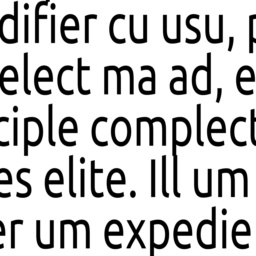 difier cu usu, p
elect ma ad, e
ciple complect
es elite. Ill um
er um expedie